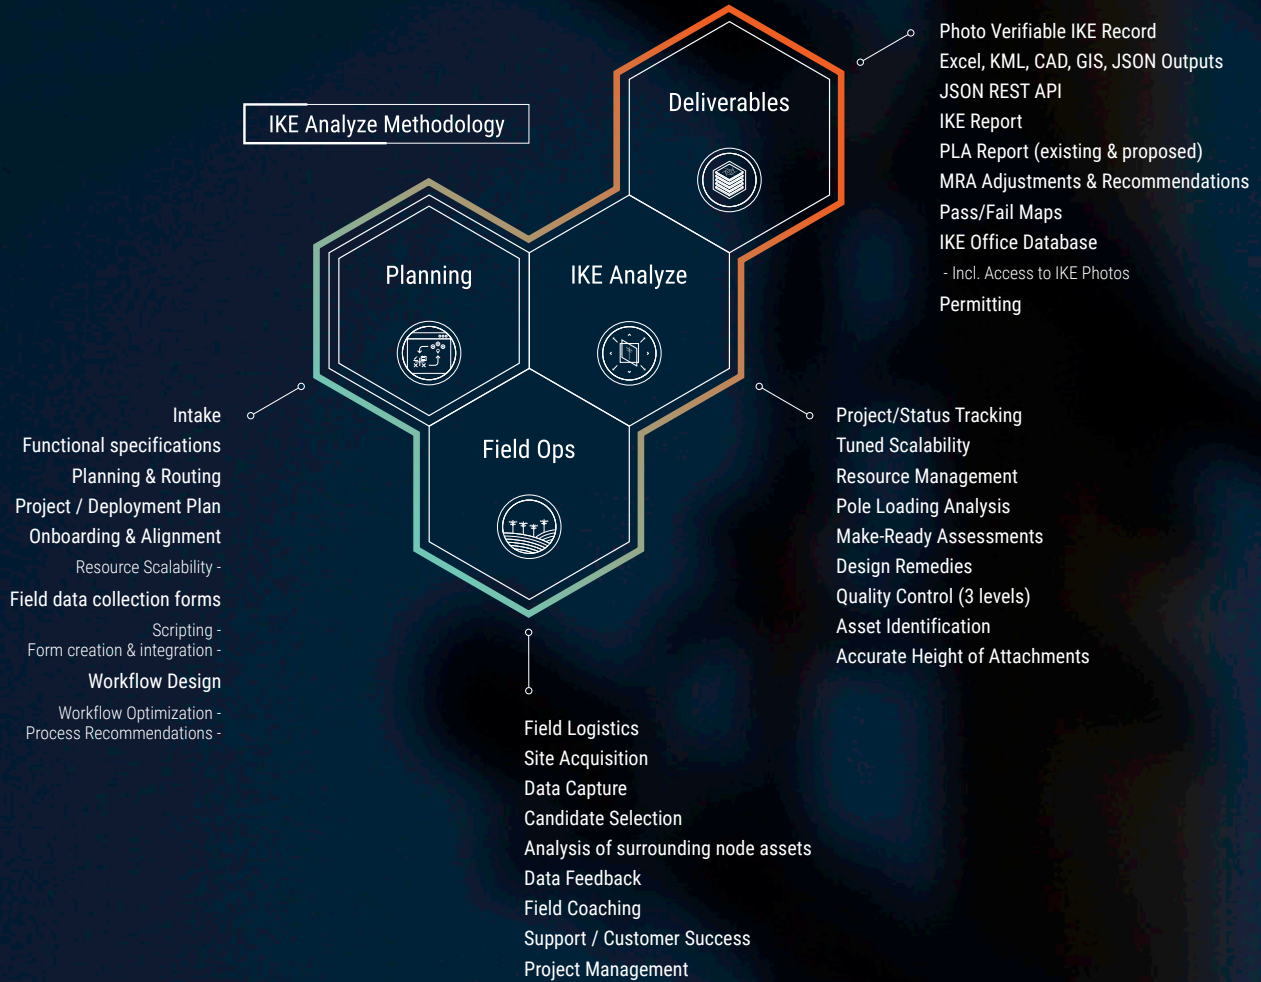 IKE Analyze Methodology
Deliverables
Planning
IKE Analyze
Field Ops
Photo Verifiable IKE Record
Excel, KML, CAD, GIS, JSON Outputs
JSON REST API
IKE Report
PLA Report (existing & proposed)
MRA Adjustments & Recommendations
Pass/Fail Maps
IKE Office Database
- Incl. Access to IKE Photos
Permitting
Intake
Functional specifications
Planning & Routing
Project / Deployment Plan
Onboarding & Alignment
Resource Scalability -
Field data collection forms
Scripting -
Form creation & integration -
Workflow Design
Workflow Optimization -
Process Recommendations -
Project/Status Tracking
Tuned Scalability
Resource Management
Pole Loading Analysis
Make-Ready Assessments
Design Remedies
Quality Control (3 levels)
Asset Identification
Accurate Height of Attachments
Field Logistics
Site Acquisition
Data Capture
Candidate Selection
Analysis of surrounding node assets
Data Feedback
Field Coaching
Support / Customer Success
Project Management